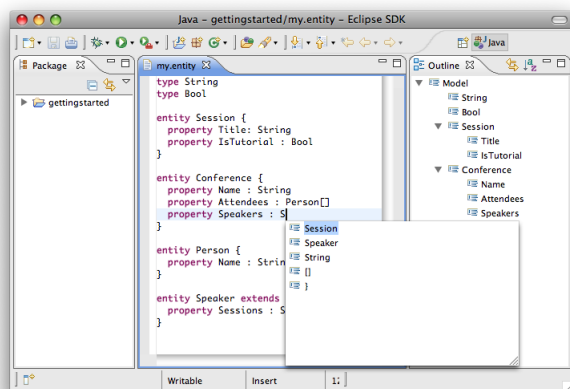 Java - gettingstarted/my.entity - Eclipse SDK
Java
Package
my.entity
Outline
gettingstarted
type String
type Bool
entity Session {
property Title: String
property IsTutorial : Bool
}
entity Conference {
property Name : String
property Attendees : Person[]
property Speakers : S
}
entity Person {
property Name : Strin
entity Speaker extends
property Sessions : S
}
Session
Speaker
String
[]
}
Model
String
Bool
Session
Title
IsTutorial
Conference
Name
Attendees
Speakers
Writable
Insert